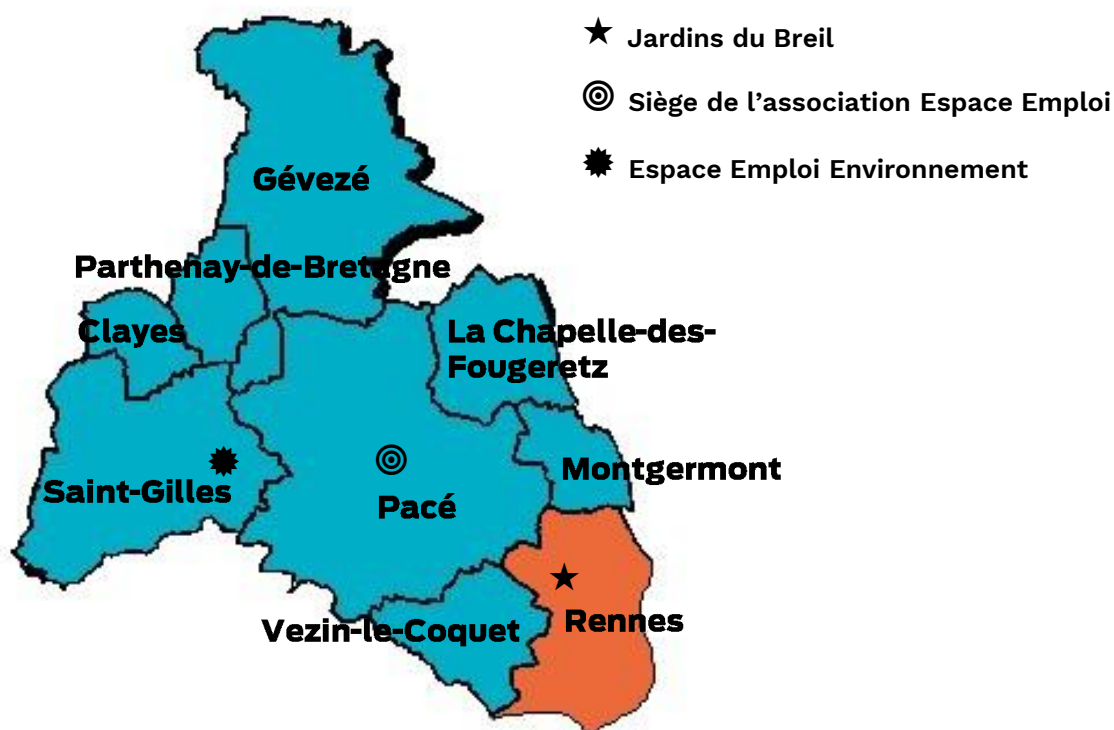 Jardins du Breil
Siège de l’association Espace Emploi
Espace Emploi Environnement
Gévezé
Parthenay-de-Bretagne
Clayes
La Chapelle-des-
Fougeretz
Montgermont
Saint-Gilles
Pacé
Rennes
Vezin-le-Coquet